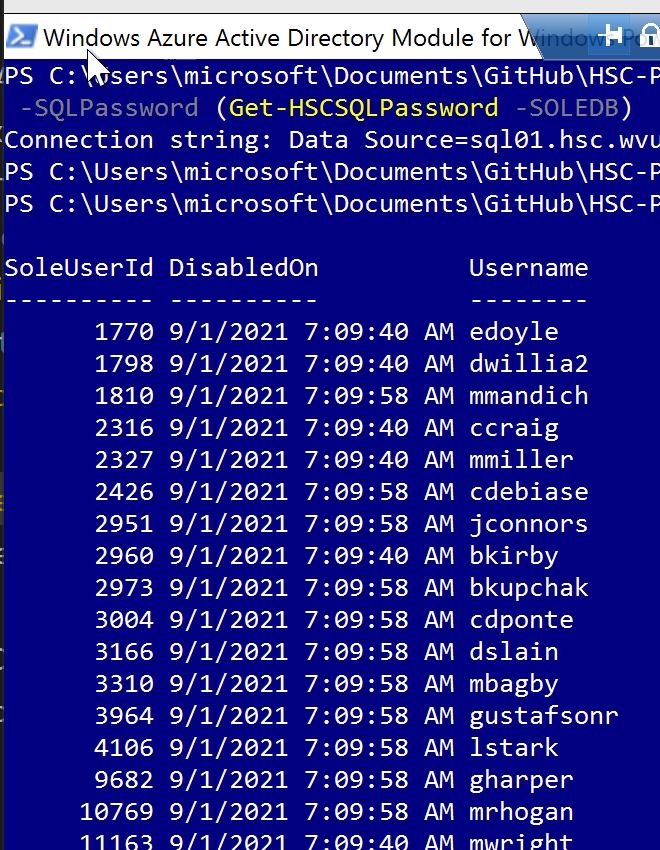 Windows Azure Active Directory Module for Windows
PS C:\Users\microsoft\Documents\GitHub\HSC-P
-SQLPassword (Get-HSCSQLPassword -SOLEDB)
Connection string: Data Source=sql01.hsc.wvu
PS C:\Users\microsoft\Documents\GitHub\HSC-P
PS C:\Users\microsoft\Documents\GitHub\HSC-P
SoleUserId DisabledOn Username
---------- ---------- --------
1770 9/1/2021 7:09:40 AM edoyle
1798 9/1/2021 7:09:40 AM dwillia2
1810 9/1/2021 7:09:58 AM mmandich
2316 9/1/2021 7:09:40 AM ccraig
2327 9/1/2021 7:09:40 AM mmiller
2426 9/1/2021 7:09:58 AM cdebiase
2951 9/1/2021 7:09:58 AM jconnors
2960 9/1/2021 7:09:40 AM bkirby
2973 9/1/2021 7:09:58 AM bkupchak
3004 9/1/2021 7:09:58 AM cdponte
3166 9/1/2021 7:09:58 AM dslain
3310 9/1/2021 7:09:58 AM mbagby
3964 9/1/2021 7:09:58 AM gustafsonr
4106 9/1/2021 7:09:58 AM lstark
9682 9/1/2021 7:09:58 AM gharper
10769 9/1/2021 7:09:58 AM mrhogan
11163 9/1/2021 7:09:40 AM mwright